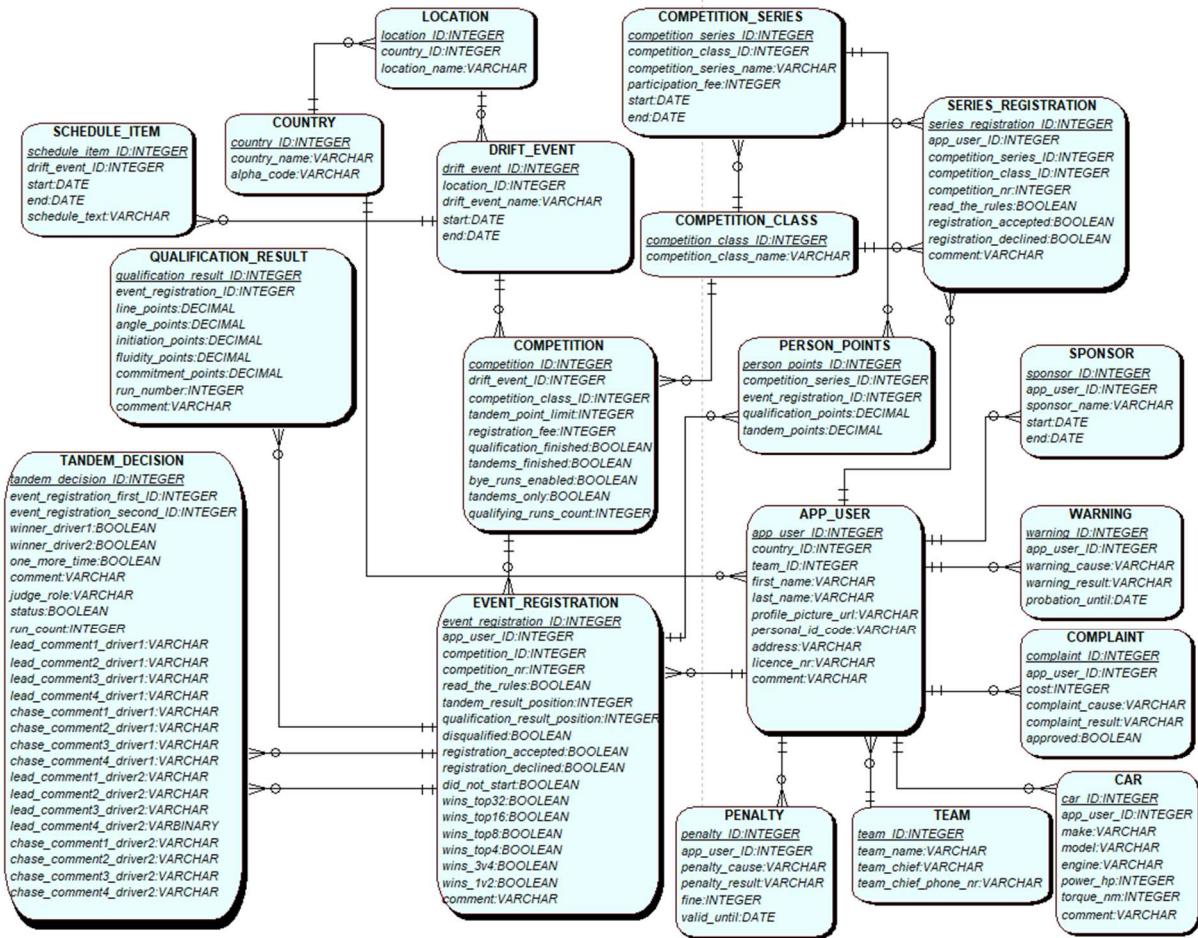 LOCATION
location_ID:INTEGER
country_ID:INTEGER
location_name:VARCHAR
COMPETITION_SERIES
competition_series_ID:INTEGER
competition_class_ID:INTEGER
competition_series_name:VARCHAR
participation_fee:INTEGER
start:DATE
end:DATE
SERIES_REGISTRATION
series_registration_ID:INTEGER
app_user_ID:INTEGER
competition_series_ID:INTEGER
competition_class_ID:INTEGER
competition_nr:INTEGER
read_the_rules:BOOLEAN
registration_accepted:BOOLEAN
registration_declined:BOOLEAN
comment:VARCHAR
SCHEDULE_ITEM
schedule_item_ID:INTEGER
drift_event_ID:INTEGER
start:DATE
end:DATE
schedule_text:VARCHAR
COUNTRY
country_ID:INTEGER
country_name:VARCHAR
alpha_code:VARCHAR
DRIFT_EVENT
drift_event_ID:INTEGER
location_ID:INTEGER
drift_event_name:VARCHAR
start:DATE
end:DATE
COMPETITION_CLASS
competition_class_ID:INTEGER
competition_class_name:VARCHAR
QUALIFICATION_RESULT
qualification_result_ID:INTEGER
event_registration_ID:INTEGER
line_points:DECIMAL
angle_points:DECIMAL
initiation_points:DECIMAL
fluidity_points:DECIMAL
commitment_points:DECIMAL
run_number:INTEGER
comment:VARCHAR
COMPETITION
competition_ID:INTEGER
drift_event_ID:INTEGER
competition_class_ID:INTEGER
tandem_point_limit:INTEGER
registration_fee:INTEGER
qualification_finished:BOOLEAN
tandems_finished:BOOLEAN
bye_runs_enabled:BOOLEAN
tandems_only:BOOLEAN
qualifying_runs_count:INTEGER
PERSON_POINTS
person_points_ID:INTEGER
competition_series_ID:INTEGER
event_registration_ID:INTEGER
qualification_points:DECIMAL
tandem_points:DECIMAL
SPONSOR
sponsor_ID:INTEGER
app_user_ID:INTEGER
sponsor_name:VARCHAR
start:DATE
end:DATE
TANDEM_DECISION
tandem_decision_ID:INTEGER
event_registration_first_ID:INTEGER
event_registration_second_ID:INTEGER
winner_driver1:BOOLEAN
winner_driver2:BOOLEAN
one_more_time:BOOLEAN
comment:VARCHAR
judge_role:VARCHAR
status:BOOLEAN
run_count:INTEGER
lead_comment1_driver1:VARCHAR
lead_comment2_driver1:VARCHAR
lead_comment3_driver1:VARCHAR
lead_comment4_driver1:VARCHAR
chase_comment1_driver1:VARCHAR
chase_comment2_driver1:VARCHAR
chase_comment3_driver1:VARCHAR
chase_comment4_driver1:VARCHAR
lead_comment1_driver2:VARCHAR
lead_comment2_driver2:VARCHAR
lead_comment3_driver2:VARCHAR
lead_comment4_driver2:VARBINARY
chase_comment1_driver2:VARCHAR
chase_comment2_driver2:VARCHAR
chase_comment3_driver2:VARCHAR
chase_comment4_driver2:VARCHAR
EVENT_REGISTRATION
event_registration_ID:INTEGER
app_user_ID:INTEGER
competition_ID:INTEGER
competition_nr:INTEGER
read_the_rules:BOOLEAN
tandem_result_position:INTEGER
qualification_result_position:INTEGER
disqualified:BOOLEAN
registration_accepted:BOOLEAN
registration_declined:BOOLEAN
did_not_start:BOOLEAN
wins_top32:BOOLEAN
wins_top16:BOOLEAN
wins_top8:BOOLEAN
wins_top4:BOOLEAN
wins_3v4:BOOLEAN
wins_1v2:BOOLEAN
comment:VARCHAR
APP_USER
app_user_ID:INTEGER
country_ID:INTEGER
team_ID:INTEGER
first_name:VARCHAR
last_name:VARCHAR
profile_picture_url:VARCHAR
personal_id_code:VARCHAR
address:VARCHAR
licence_nr:VARCHAR
comment:VARCHAR
WARNING
warning_ID:INTEGER
app_user_ID:INTEGER
warning_cause:VARCHAR
warning_result:VARCHAR
probation_until:DATE
COMPLAINT
complaint_ID:INTEGER
app_user_ID:INTEGER
cost:INTEGER
complaint_cause:VARCHAR
complaint_result:VARCHAR
approved:BOOLEAN
PENALTY
penalty_ID:INTEGER
app_user_ID:INTEGER
penalty_cause:VARCHAR
penalty_result:VARCHAR
fine:INTEGER
valid_until:DATE
TEAM
team_ID:INTEGER
team_name:VARCHAR
team_chief:VARCHAR
team_chief_phone_nr:VARCHAR
CAR
car_ID:INTEGER
app_user_ID:INTEGER
make:VARCHAR
model:VARCHAR
engine:VARCHAR
power_hp:INTEGER
torque_nm:INTEGER
comment:VARCHAR